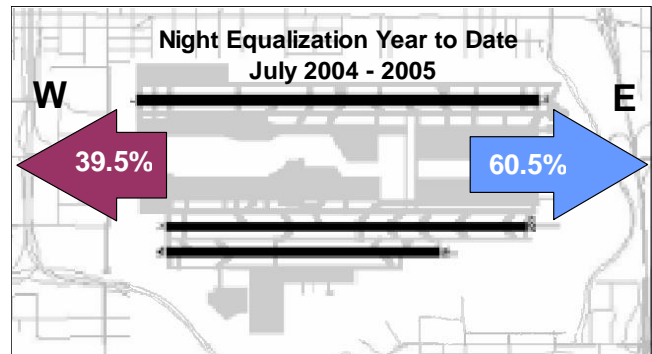 Night Equalization Year to Date
July 2004 - 2005
W
E
39.5%
60.5%